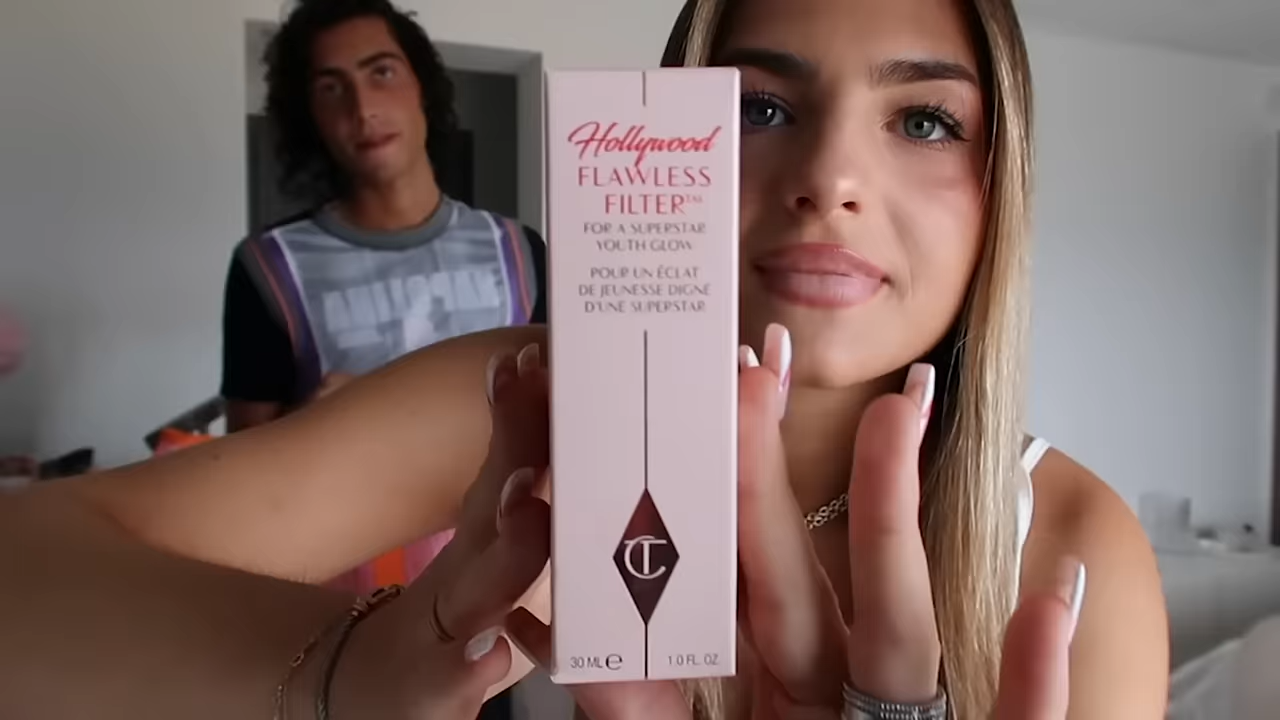 Hollywood
FLAWLESS
FILTER™
FOR A SUPERSTAR
YOUTH GLOW
POUR UN ÉCLAT
DE JEUNESSE DIGNE
D'UNE SUPERSTAR
CT
30 ML ℮ 1.0 FL. OZ